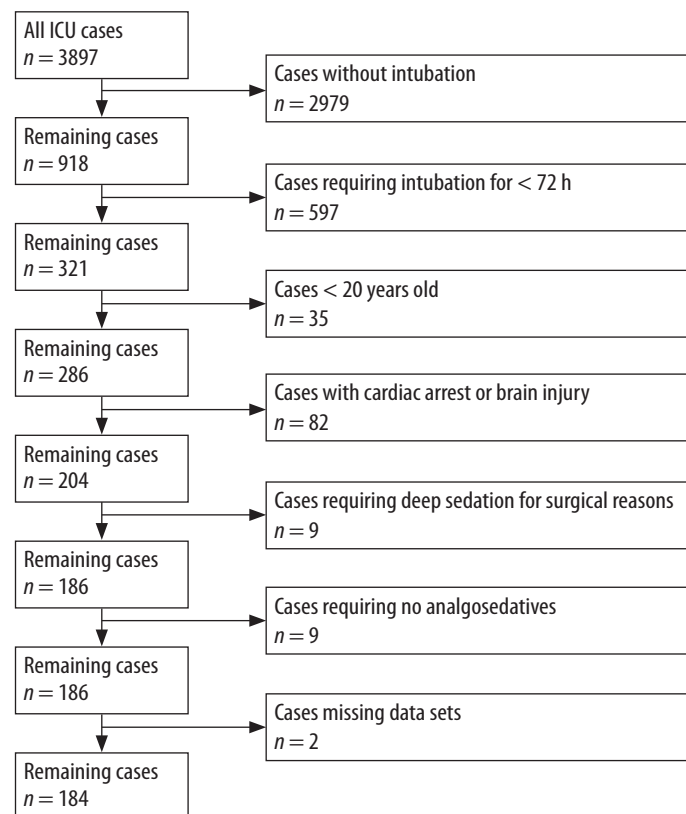 All ICU cases
n = 3897
Cases without intubation
n = 2979
Remaining cases
n = 918
Cases requiring intubation for < 72 h
n = 597
Remaining cases
n = 321
Cases < 20 years old
n = 35
Remaining cases
n = 286
Cases with cardiac arrest or brain injury
n = 82
Remaining cases
n = 204
Cases requiring deep sedation for surgical reasons
n = 9
Remaining cases
n = 186
Cases requiring no analgosedatives
n = 9
Remaining cases
n = 186
Cases missing data sets
n = 2
Remaining cases
n = 184